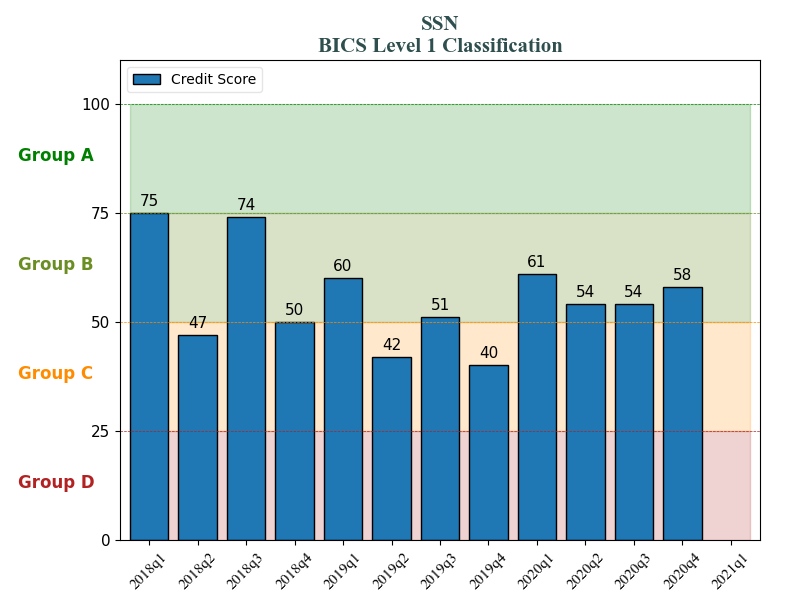 SSN
BICS Level 1 Classification
Credit Score
100
Group A
75
75
74
Group B
60
61
58
54
54
51
50
50
47
42
40
Group C
25
Group D
0
2018q1 2018q2 2018q3 2018q4 2019q1 2019q2 2019q3 2019q4 2020q1 2020q2 2020q3 2020q4 2021q1